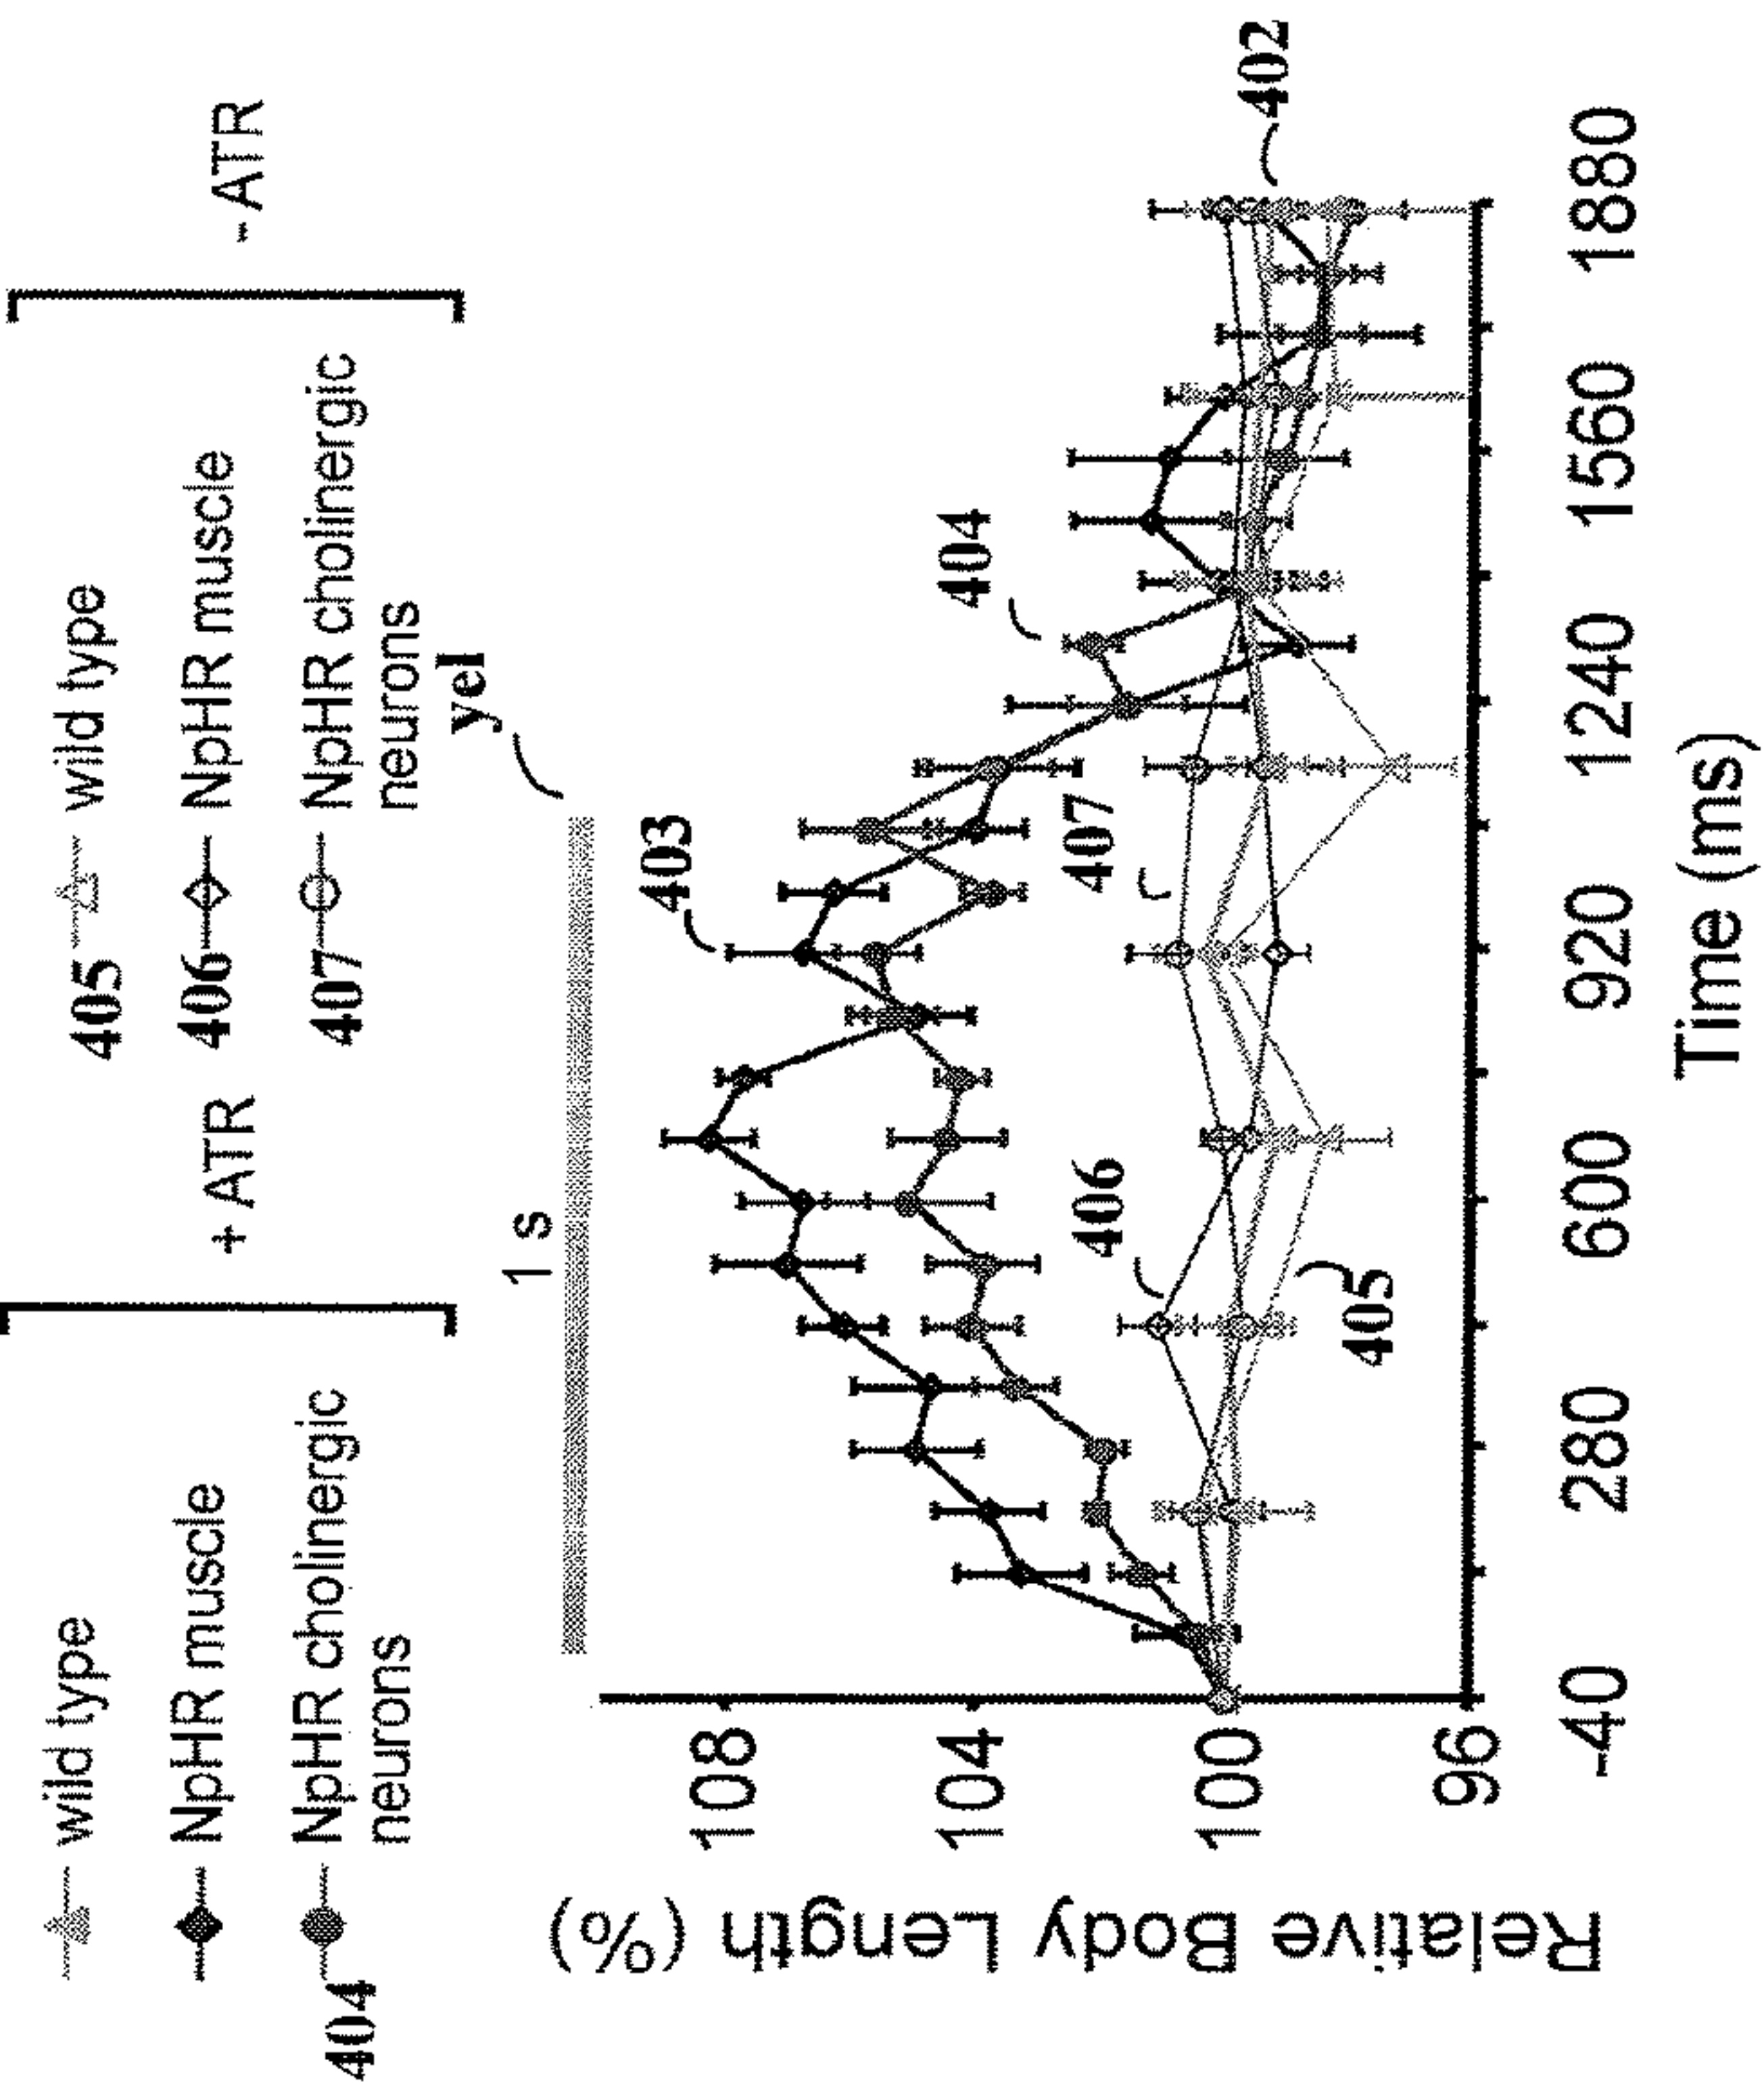 wild type
NpHR muscle
404 NpHR cholinergic
neurons
+ ATR
405 wild type
406 NpHR muscle
407 NpHR cholinergic
neurons
- ATR
1 s
yel
403
404
407
406
405
402
Relative Body Length (%)
108
104
100
96
-40 280 600 920 1240 1560 1880
Time (ms)